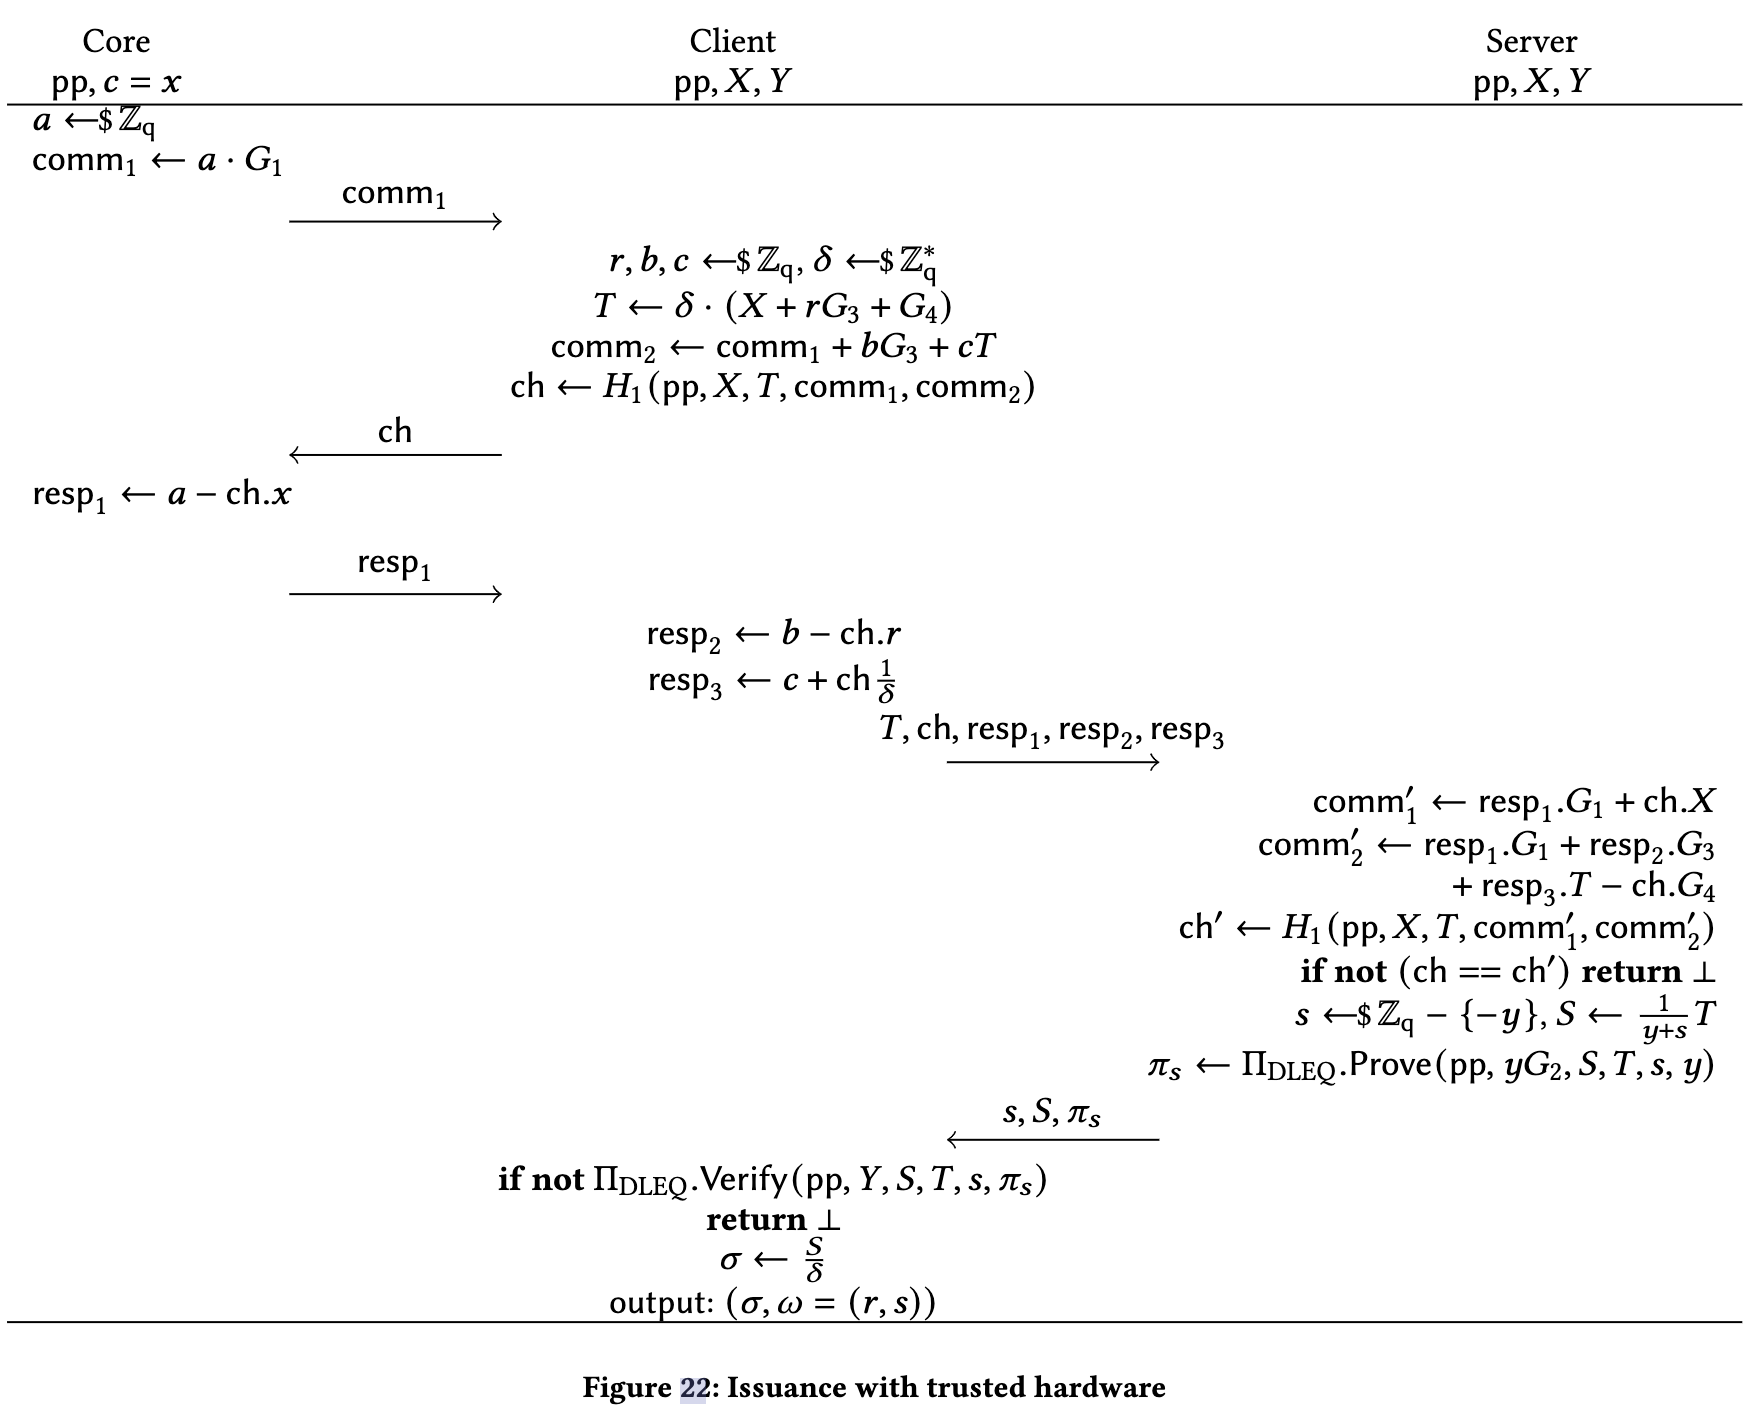 Core Client Server
pp, c = x pp, X, Y pp, X, Y
a ←$ ℤq
comm₁ ← a · G₁
comm₁
r, b, c ←$ ℤq, δ ←$ ℤq*
T ← δ · (X + rG₃ + G₄)
comm₂ ← comm₁ + bG₃ + cT
ch ← H₁(pp, X, T, comm₁, comm₂)
ch
resp₁ ← a − ch.x
resp₁
resp₂ ← b − ch.r
resp₃ ← c + ch 1/δ
T, ch, resp₁, resp₂, resp₃
comm′₁ ← resp₁.G₁ + ch.X
comm′₂ ← resp₁.G₁ + resp₂.G₃
+ resp₃.T − ch.G₄
ch′ ← H₁(pp, X, T, comm′₁, comm′₂)
if not (ch == ch′) return ⊥
s ←$ ℤq − {−y}, S ← 1/(y+s) T
πₛ ← Π_DLEQ.Prove(pp, yG₂, S, T, s, y)
s, S, πₛ
if not Π_DLEQ.Verify(pp, Y, S, T, s, πₛ)
return ⊥
σ ← S/δ
output: (σ, ω = (r, s))
Figure 22: Issuance with trusted hardware